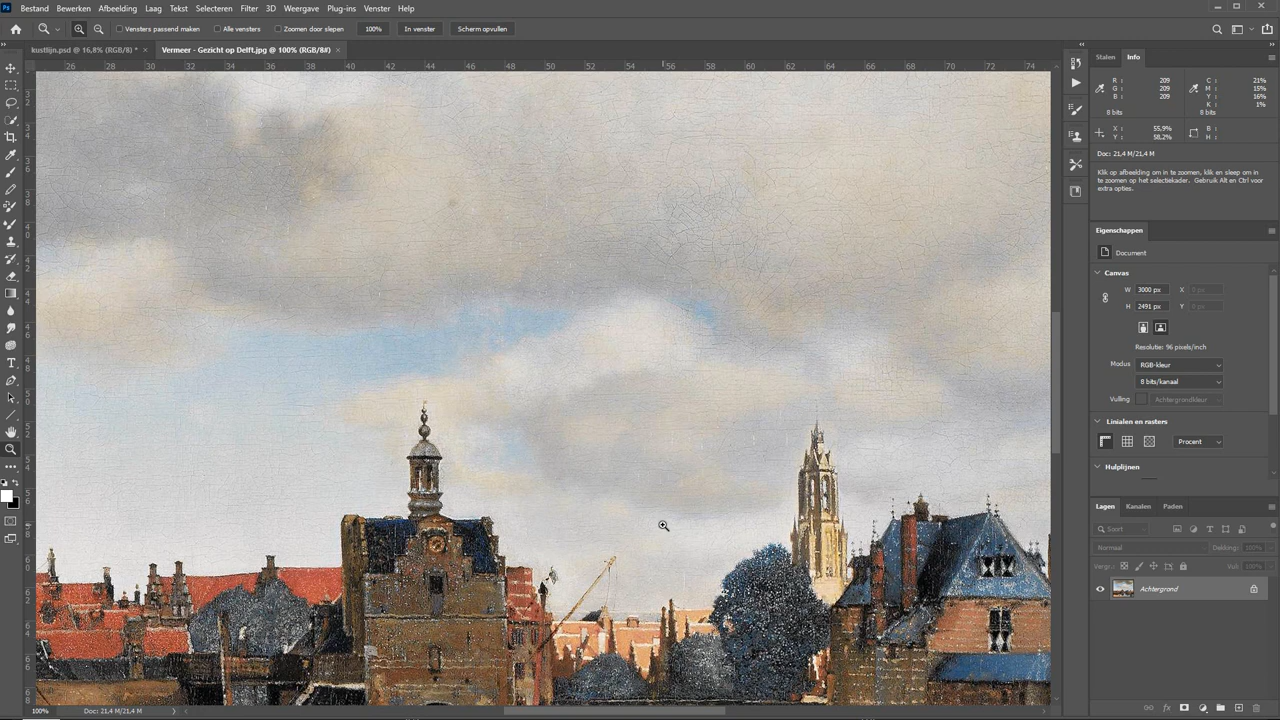 Ps Bestand Bewerken Afbeelding Laag Tekst Selecteren Filter 3D Weergave Plug-ins Venster Help
Vensters passend maken Alle vensters Zoomen door slepen 100% In venster Scherm opvullen
kustlijn.psd @ 16,8% (RGB/8) * × Vermeer - Gezicht op Delft.jpg @ 100% (RGB/8#) ×
26 28 30 32 34 36 38 40 42 44 46 48 50 52 54 56 58 60 62 64 66 68 70 72 74
Stalen Info
R : 209 C : 21%
G : 209 M : 15%
B : 209 Y : 16%
K : 1%
8 bits 8 bits
X : 55,9% B :
Y : 58,2% H :
Doc: 21,4 M/21,4 M
Klik op afbeelding om in te zoomen, klik en sleep om in
te zoomen op het selectiekader. Gebruik Alt en Ctrl voor
extra opties.
Eigenschappen
Document
Canvas
W 3000 px X 0 px
H 2491 px Y 0 px
Resolutie: 96 pixels/inch
Modus RGB-kleur
8 bits/kanaal
Vulling Achtergrondkleur
Linialen en rasters
Procent
Hulplijnen
Lagen Kanalen Paden
Soort
Normaal Dekking: 100%
Vergr.: Vul: 100%
Achtergrond
100% Doc: 21,4 M/21,4 M